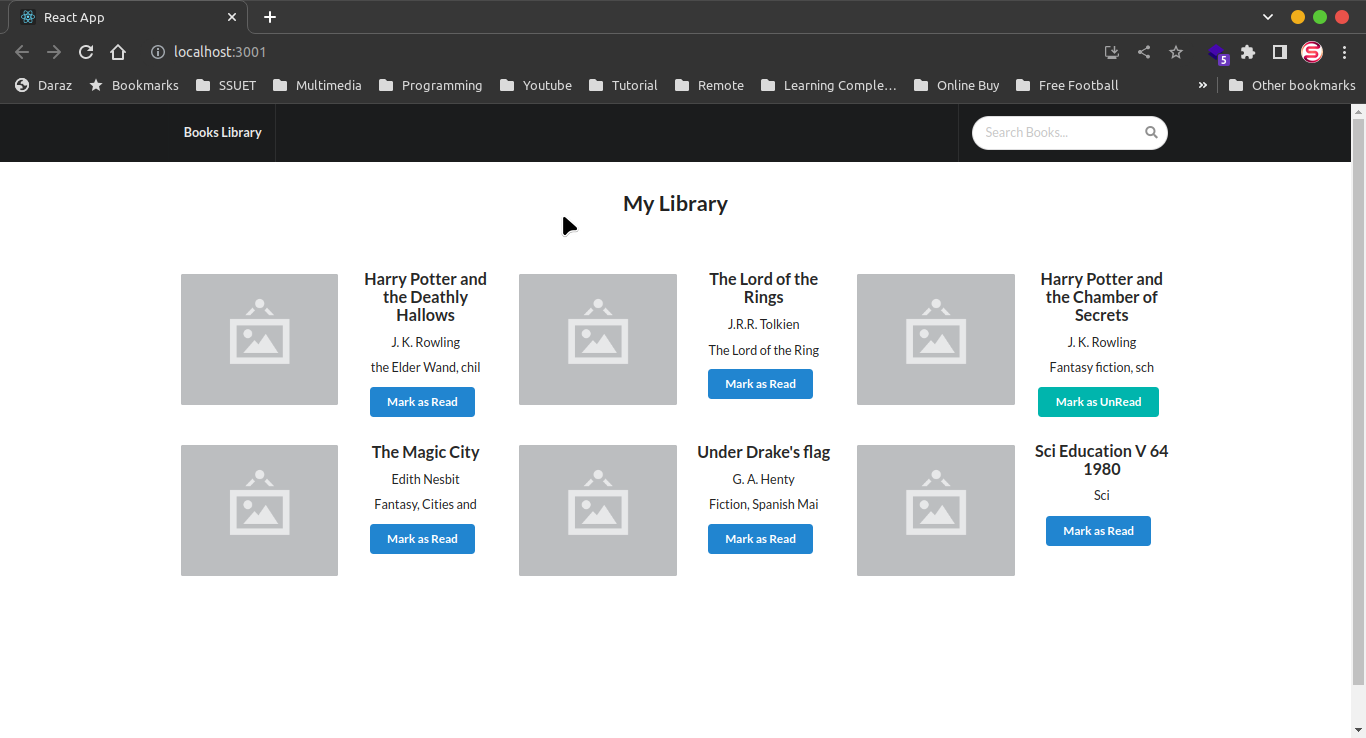 React App
localhost:3001
5
Daraz Bookmarks SSUET Multimedia Programming Youtube Tutorial Remote Learning Comple... Online Buy Free Football » Other bookmarks
Books Library Search Books...
My Library
Harry Potter and
the Deathly
Hallows
J. K. Rowling
the Elder Wand, chil
Mark as Read
The Lord of the
Rings
J.R.R. Tolkien
The Lord of the Ring
Mark as Read
Harry Potter and
the Chamber of
Secrets
J. K. Rowling
Fantasy fiction, sch
Mark as UnRead
The Magic City
Edith Nesbit
Fantasy, Cities and
Mark as Read
Under Drake's flag
G. A. Henty
Fiction, Spanish Mai
Mark as Read
Sci Education V 64
1980
Sci
Mark as Read